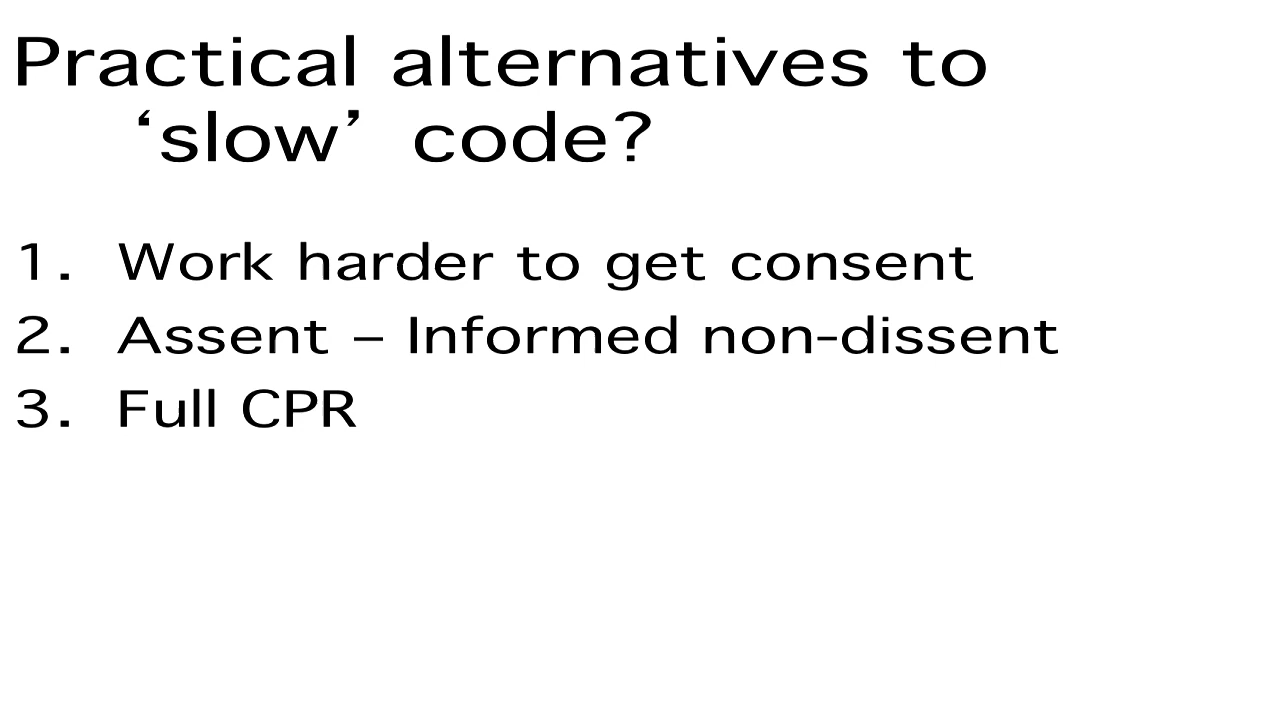 Practical alternatives to
‘slow’ code?
1. Work harder to get consent
2. Assent – Informed non-dissent
3. Full CPR